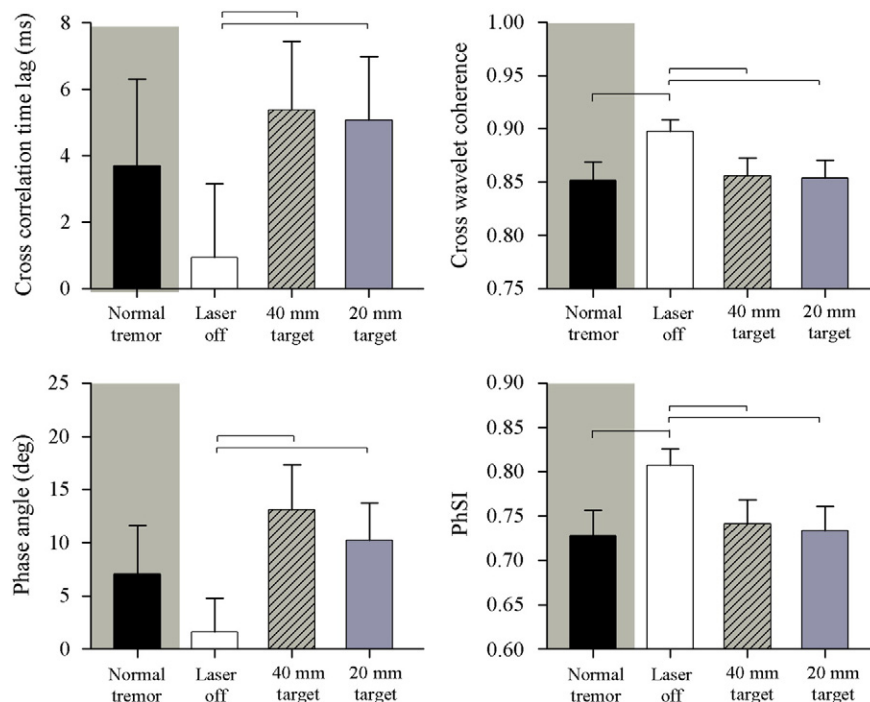 Cross correlation time lag (ms)
8
6
4
2
0
Normal tremor
Laser off
40 mm target
20 mm target
Cross wavelet coherence
1.00
0.95
0.90
0.85
0.80
0.75
Normal tremor
Laser off
40 mm target
20 mm target
Phase angle (deg)
25
20
15
10
5
0
Normal tremor
Laser off
40 mm target
20 mm target
PhSI
0.90
0.85
0.80
0.75
0.70
0.65
0.60
Normal tremor
Laser off
40 mm target
20 mm target